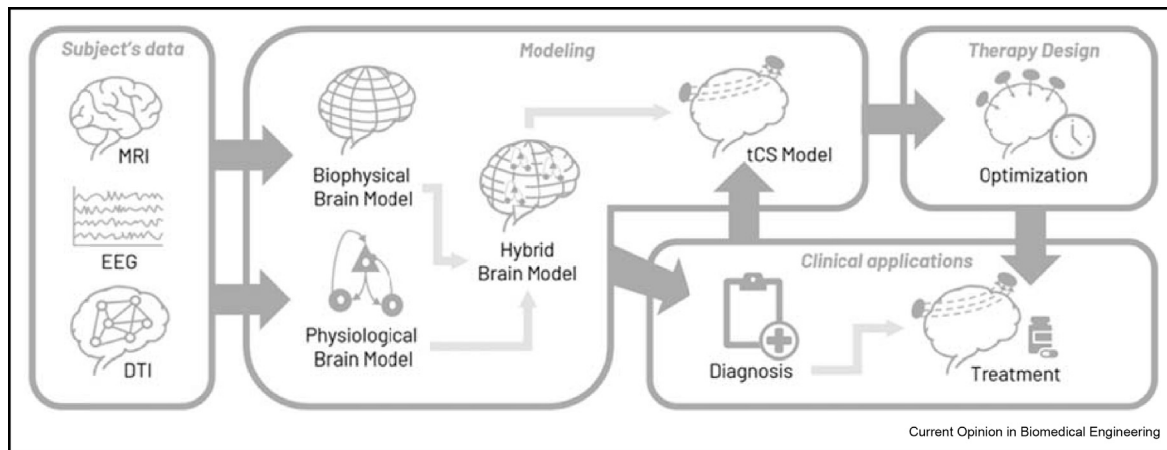 Subject's data
MRI
EEG
DTI
Modeling
Biophysical
Brain Model
Physiological
Brain Model
Hybrid
Brain Model
tCS Model
Therapy Design
Optimization
Clinical applications
Diagnosis
Treatment
Current Opinion in Biomedical Engineering